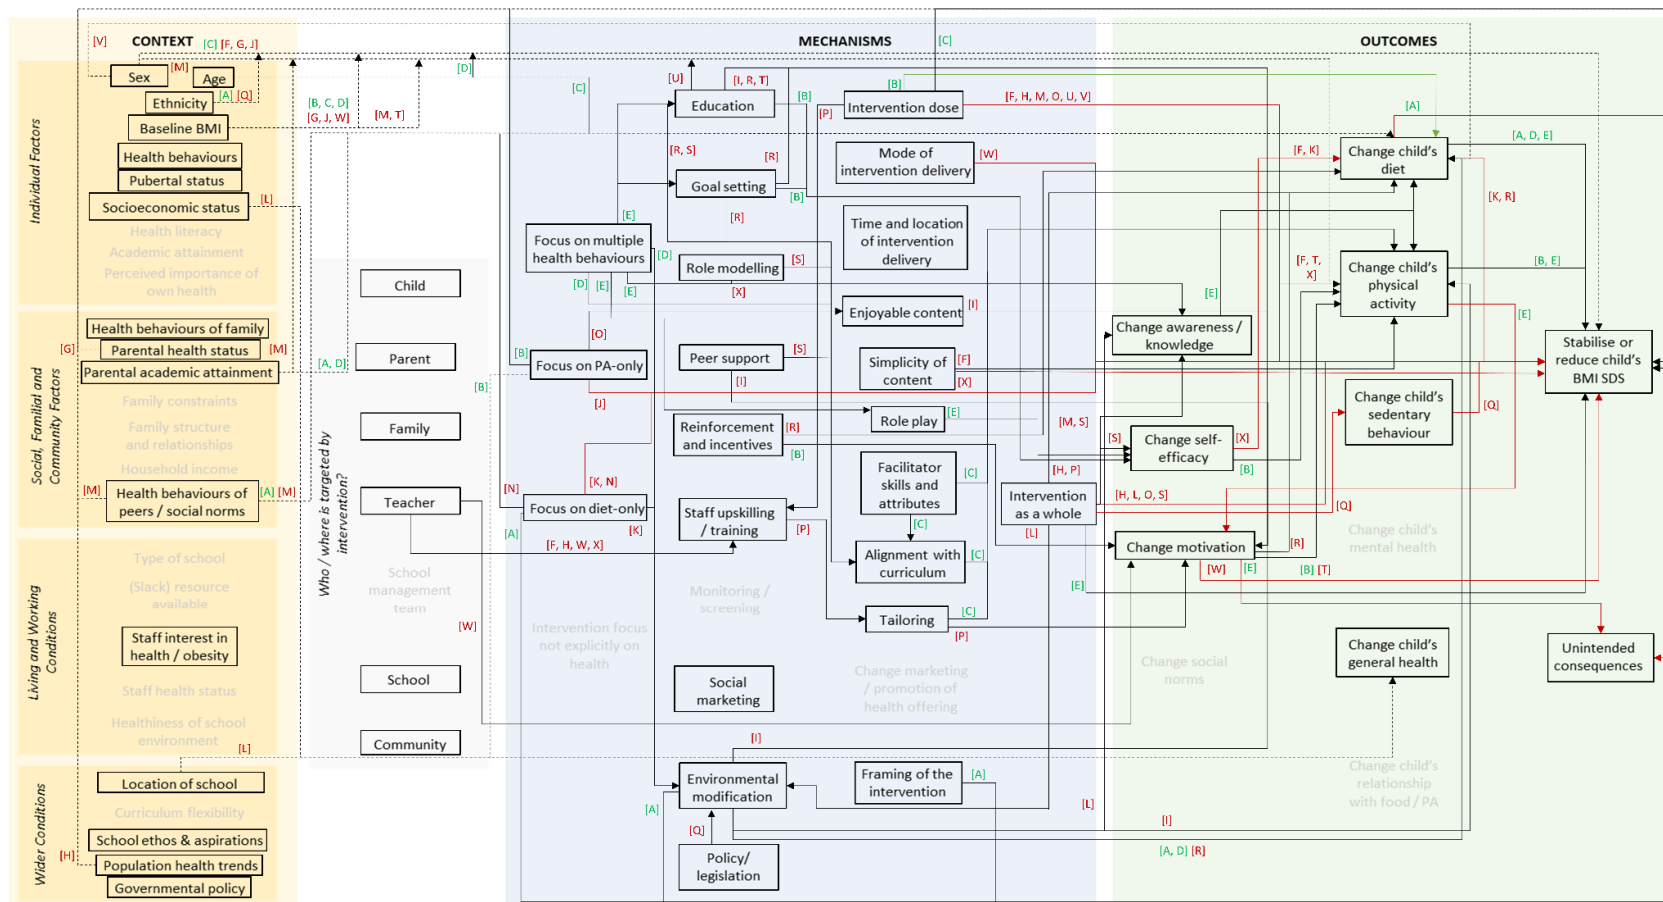 CONTEXT
MECHANISMS
OUTCOMES
[V]
[C] [F, G, J]
[M]
[D]
[C]
[U]
[I, R, T]
[B]
[C]
[B]
[P]
[F, H, M, O, U, V]
[A]
[A, D, E]
Individual Factors
Sex
Age
Ethnicity
[A] [Q]
Baseline BMI
[B, C, D]
[G, J, W]
[M, T]
Health behaviours
Pubertal status
Socioeconomic status
[L]
Health literacy
Academic attainment
Perceived importance of
own health
Social, Familial and
Community Factors
Health behaviours of family
[G]
Parental health status
[M]
Parental academic attainment
[A, D]
Family constraints
Family structure
and relationships
Household income
[M]
Health behaviours of
peers / social norms
[A] [M]
Living and Working
Conditions
Type of school
(Slack) resource
available
Staff interest in
health / obesity
Staff health status
Healthiness of school
environment
[L]
Wider Conditions
Location of school
Curriculum flexibility
School ethos & aspirations
[H]
Population health trends
Governmental policy
Who / where is targeted by
intervention?
Child
Parent
Family
Teacher
School
management
team
School
Community
[F, H, W, X]
[W]
[B]
[N]
[A]
Education
[R, S]
[R]
Goal setting
[B]
[E]
[R]
Focus on multiple
health behaviours
[D]
[D]
[E]
[E]
Role modelling
[S]
[X]
[O]
[B]
Focus on PA-only
[J]
Peer support
[S]
[I]
Reinforcement
and incentives
[R]
[B]
[K, N]
Focus on diet-only
[K]
Staff upskilling
/ training
[P]
Monitoring /
screening
Intervention focus
not explicitly on
health
Social
marketing
[I]
Environmental
modification
[A]
[Q]
Policy/
legislation
Intervention dose
Mode of
intervention delivery
[W]
Time and location
of intervention
delivery
Enjoyable content
[I]
Simplicity of
content
[F]
[X]
Role play
[E]
Facilitator
skills and
attributes
[C]
[C]
Alignment with
curriculum
[C]
Tailoring
[C]
[P]
Change marketing
/ promotion of
health offering
Framing of the
intervention
[A]
[M, S]
[H, P]
Intervention
as a whole
[L]
[H, L, O, S]
[E]
[L]
[I]
[A, D] [R]
[F, K]
Change child's
diet
[K, R]
[F, T,
X]
Change child's
physical
activity
[B, E]
[E]
[E]
Change awareness /
knowledge
Stabilise or
reduce child's
BMI SDS
Change child's
sedentary
behaviour
[Q]
[S]
Change self-
efficacy
[X]
[B]
[Q]
Change child's
mental health
Change motivation
[R]
[W]
[E]
[B] [T]
Change social
norms
Change child's
general health
Unintended
consequences
Change child's
relationship
with food / PA